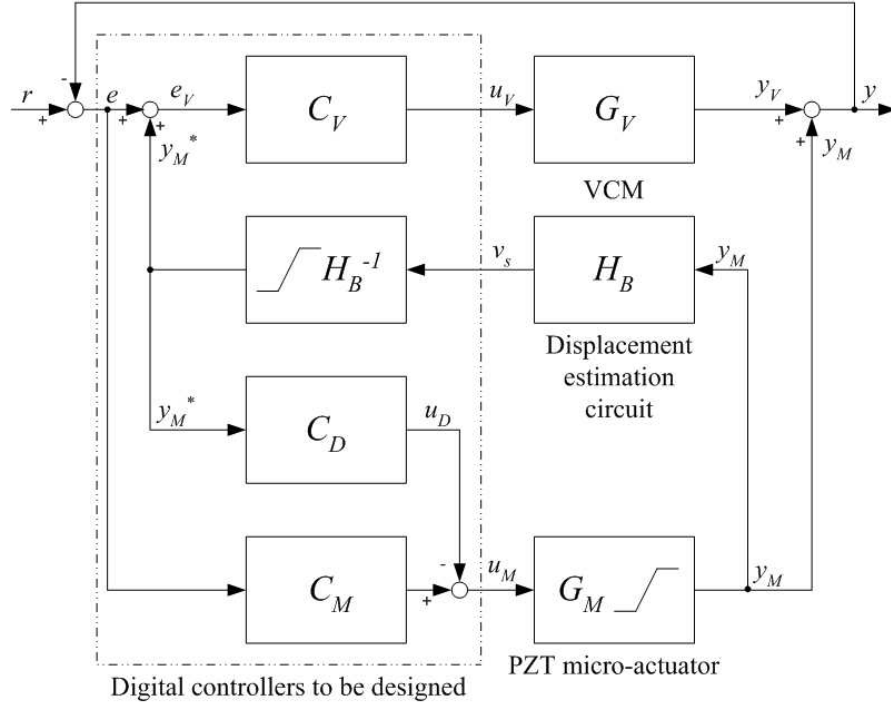 r
-
+
e
+
+
e_V
y_M^*
C_V
u_V
G_V
VCM
y_V
+
+
y
y_M
H_B^{-1}
v_s
H_B
y_M
Displacement
estimation
circuit
y_M^*
C_D
u_D
C_M
-
+
u_M
G_M
y_M
PZT micro-actuator
Digital controllers to be designed